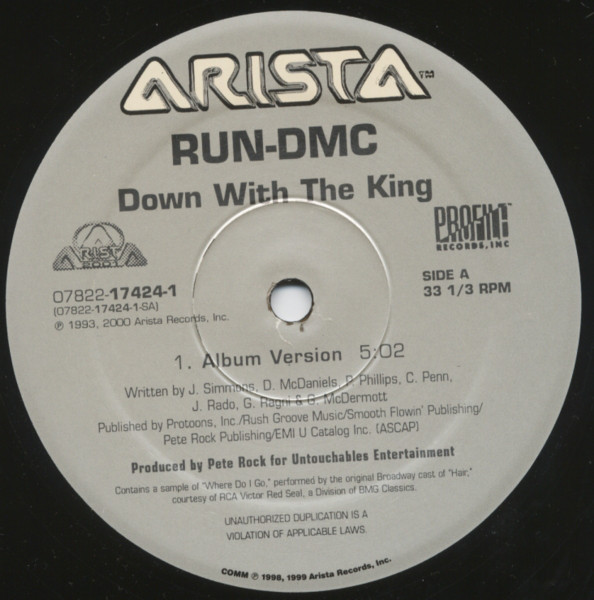 ARISTA™
RUN-DMC
Down With The King
ARISTA
2001
PROFILE
RECORDS, INC
07822-17424-1
(07822-17424-1-SA)
℗ 1993, 2000 Arista Records, Inc.
SIDE A
33 1/3 RPM
1. Album Version 5:02
Written by J. Simmons, D. McDaniels, P. Phillips, C. Penn,
J. Rado, G. Ragni & G. McDermott
Published by Protoons, Inc./Rush Groove Music/Smooth Flowin' Publishing/
Pete Rock Publishing/EMI U Catalog Inc. (ASCAP)
Produced by Pete Rock for Untouchables Entertainment
Contains a sample of "Where Do I Go," performed by the original Broadway cast of "Hair,"
courtesy of RCA Victor Red Seal, a Division of BMG Classics.
UNAUTHORIZED DUPLICATION IS A
VIOLATION OF APPLICABLE LAWS.
COMM ℗ 1998, 1999 Arista Records, Inc.